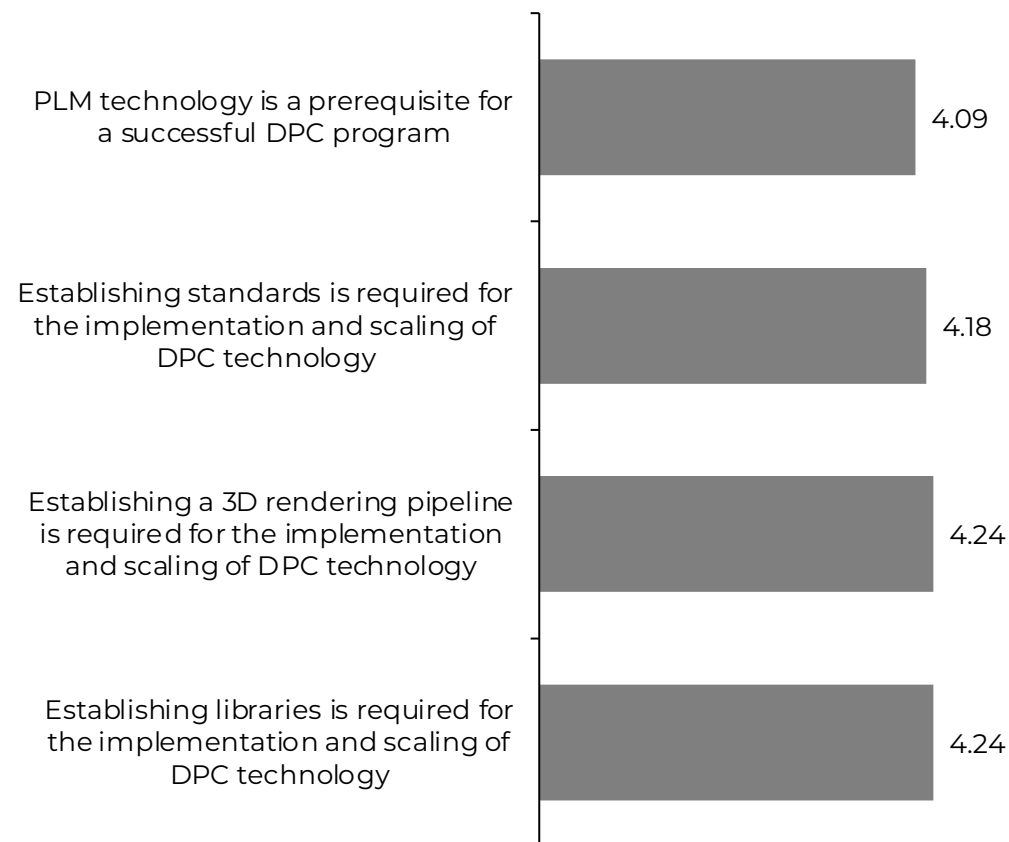 PLM technology is a prerequisite for
a successful DPC program
4.09
Establishing standards is required for
the implementation and scaling of
DPC technology
4.18
Establishing a 3D rendering pipeline
is required for the implementation
and scaling of DPC technology
4.24
Establishing libraries is required for
the implementation and scaling of
DPC technology
4.24